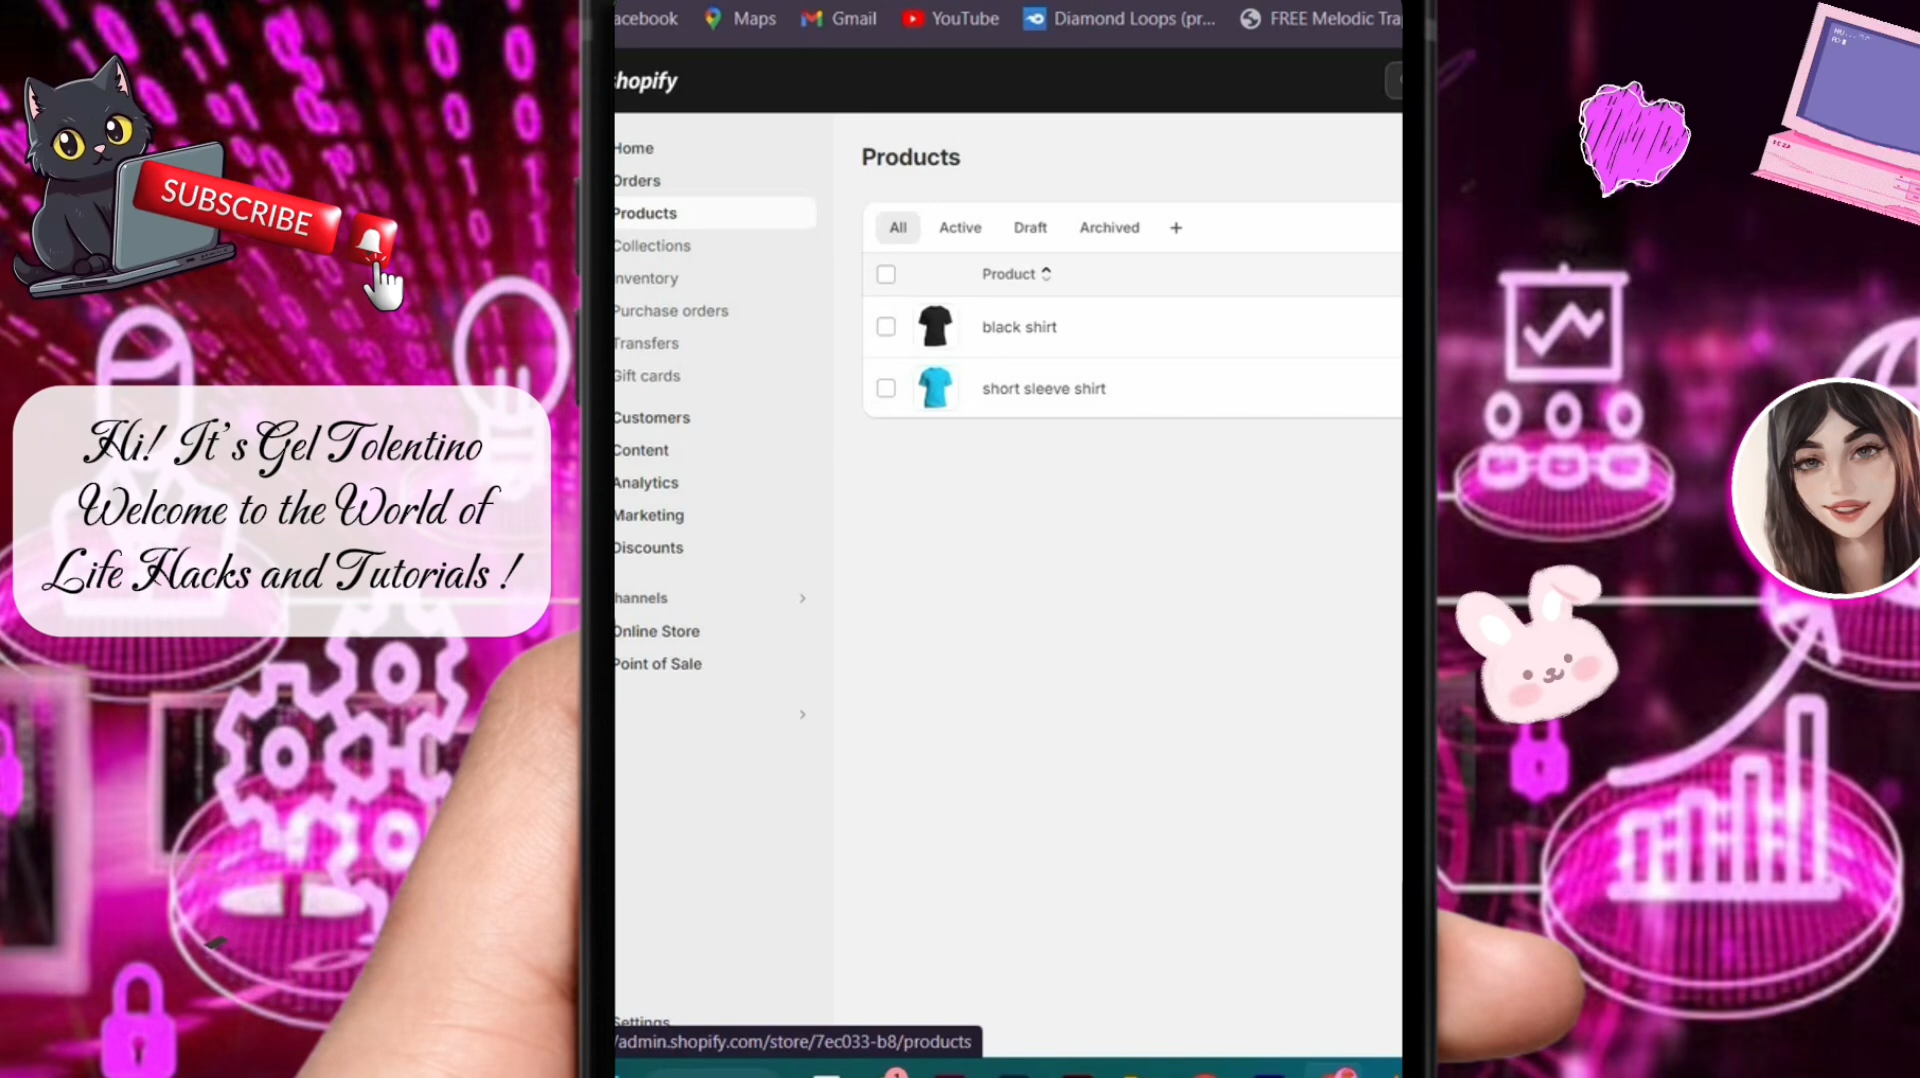 acebook Maps Gmail YouTube Diamond Loops (pr... FREE Melodic Tra
hopify
SUBSCRIBE
Hi! It's Gel Tolentino
Welcome to the World of
Life Hacks and Tutorials !
Home
Orders
Products
Collections
nventory
Purchase orders
Transfers
Gift cards
Customers
Content
Analytics
Marketing
Discounts
hannels
Online Store
Point of Sale
Settings
/admin.shopify.com/store/7ec033-b8/products
Products
All Active Draft Archived +
Product
black shirt
short sleeve shirt